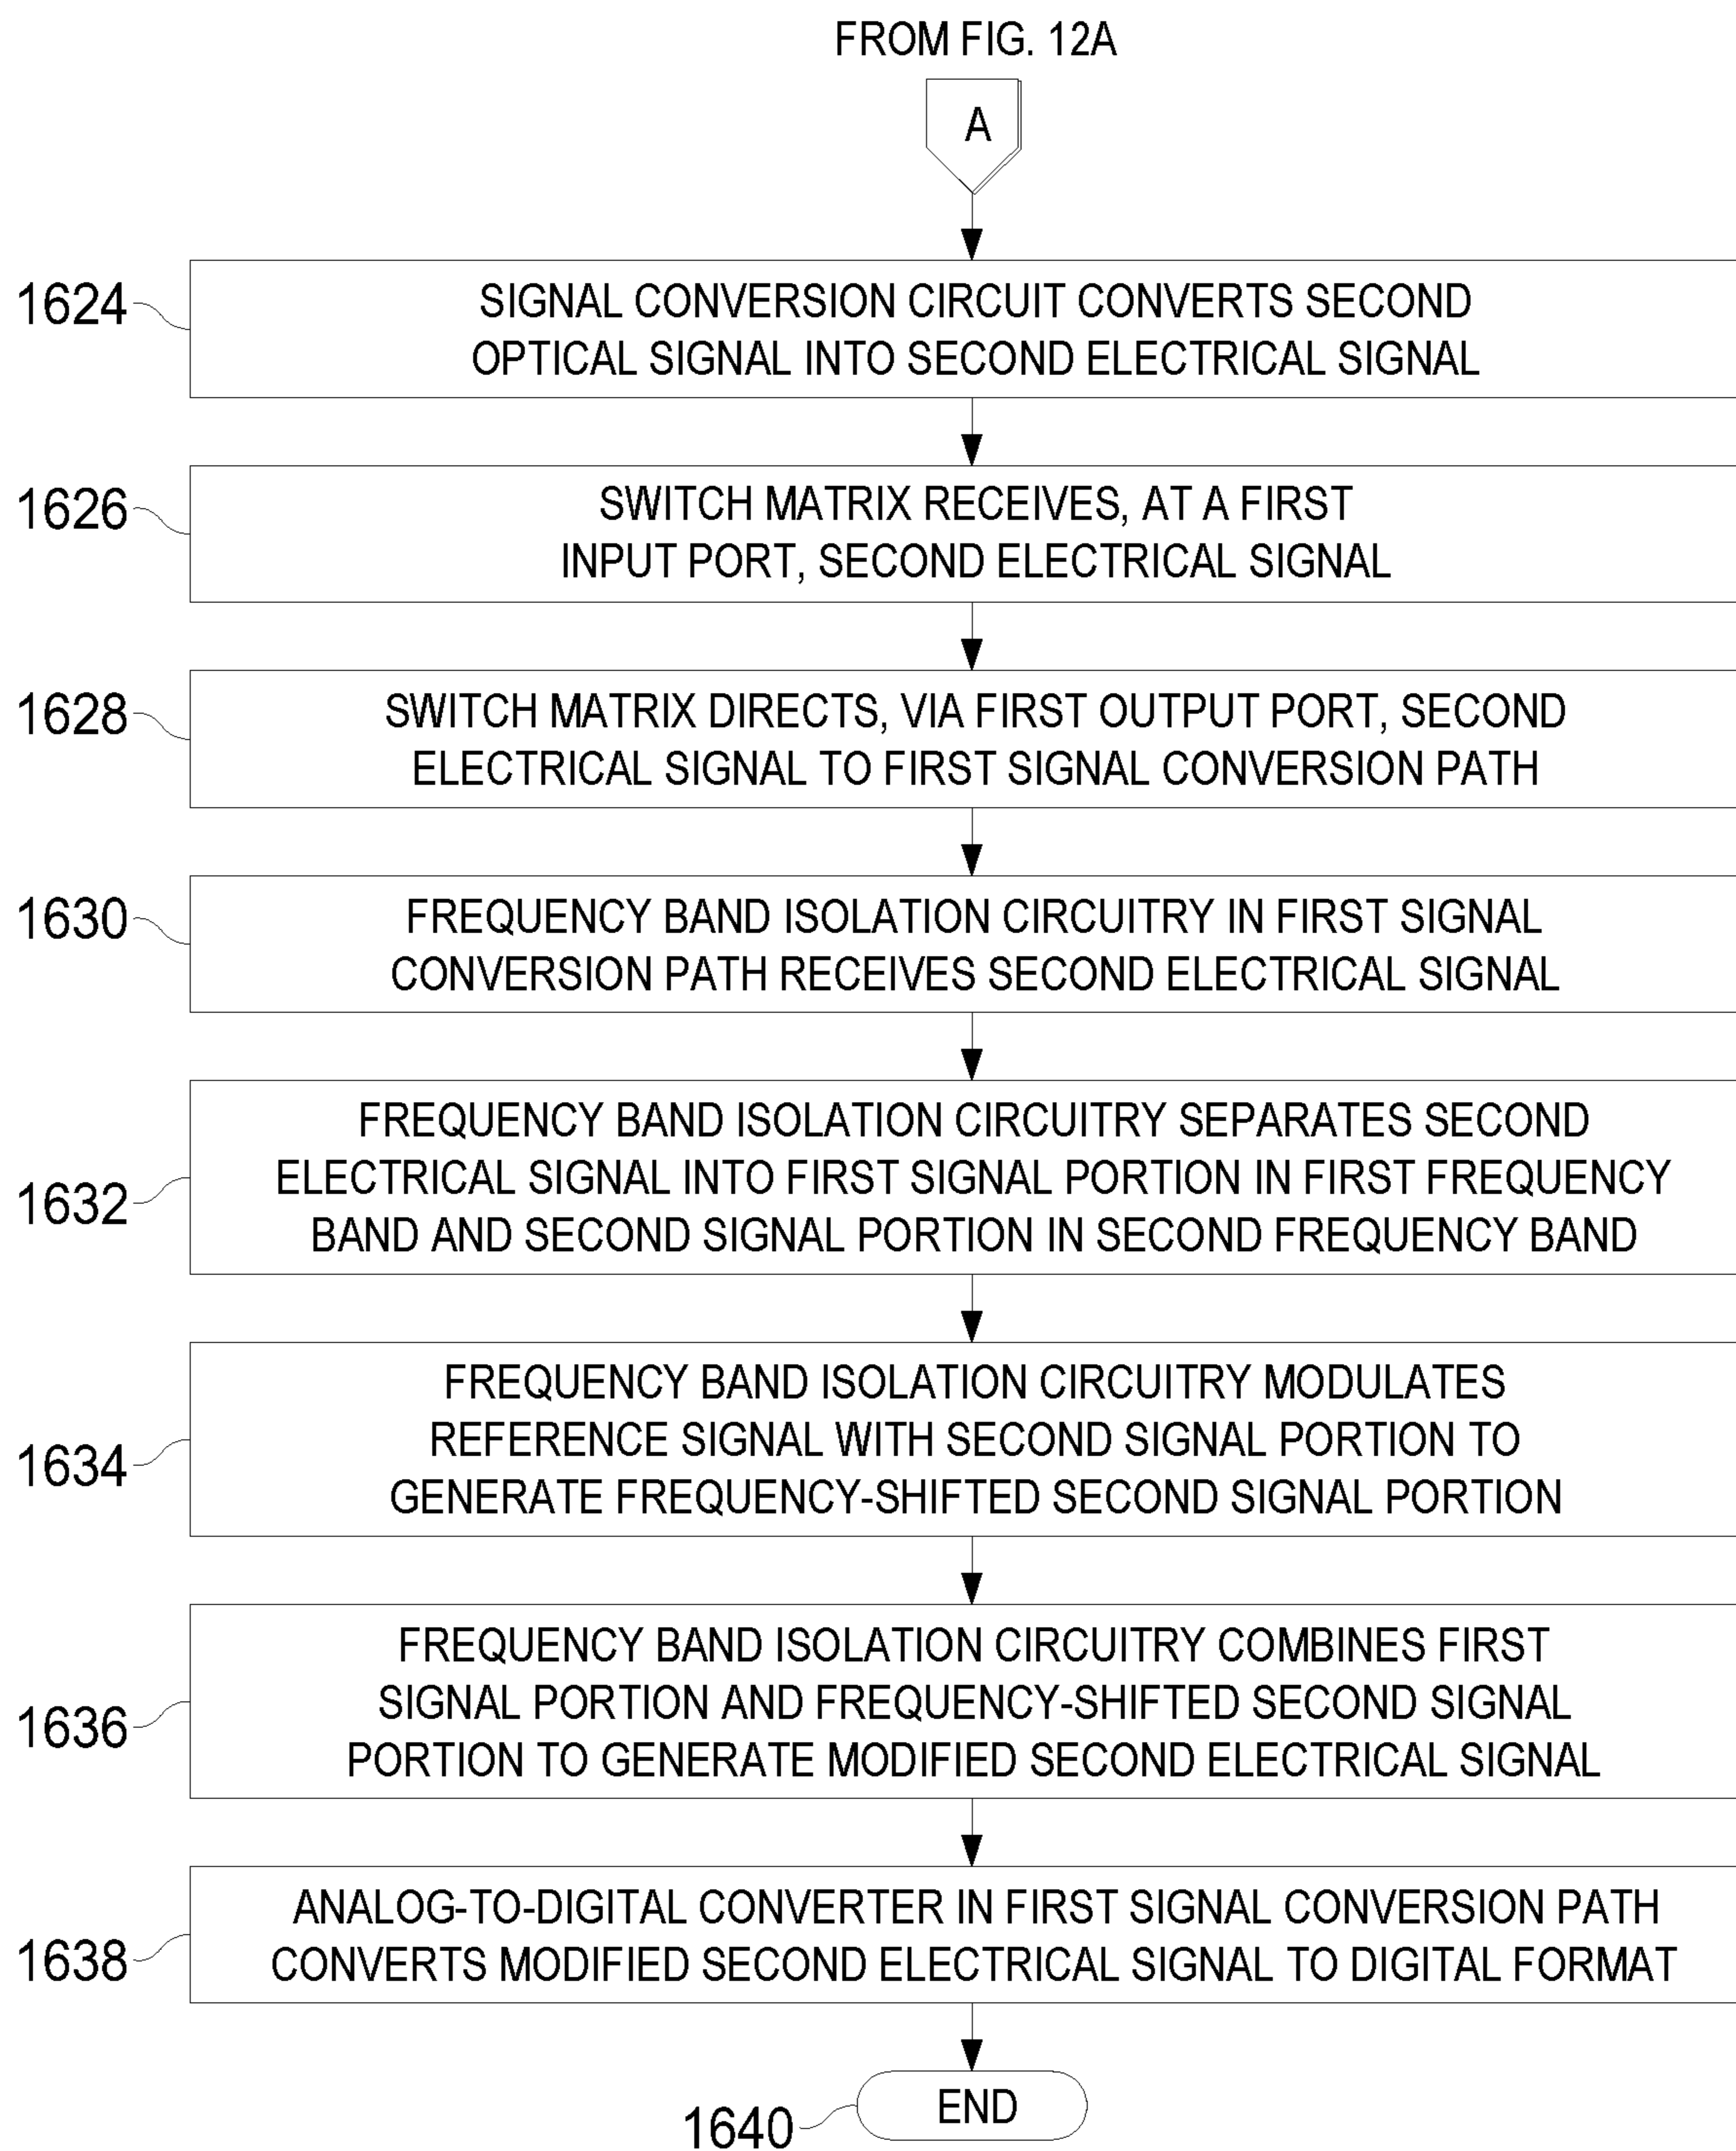 FROM FIG. 12A
A
1624
SIGNAL CONVERSION CIRCUIT CONVERTS SECOND
OPTICAL SIGNAL INTO SECOND ELECTRICAL SIGNAL
1626
SWITCH MATRIX RECEIVES, AT A FIRST
INPUT PORT, SECOND ELECTRICAL SIGNAL
1628
SWITCH MATRIX DIRECTS, VIA FIRST OUTPUT PORT, SECOND
ELECTRICAL SIGNAL TO FIRST SIGNAL CONVERSION PATH
1630
FREQUENCY BAND ISOLATION CIRCUITRY IN FIRST SIGNAL
CONVERSION PATH RECEIVES SECOND ELECTRICAL SIGNAL
1632
FREQUENCY BAND ISOLATION CIRCUITRY SEPARATES SECOND
ELECTRICAL SIGNAL INTO FIRST SIGNAL PORTION IN FIRST FREQUENCY
BAND AND SECOND SIGNAL PORTION IN SECOND FREQUENCY BAND
1634
FREQUENCY BAND ISOLATION CIRCUITRY MODULATES
REFERENCE SIGNAL WITH SECOND SIGNAL PORTION TO
GENERATE FREQUENCY-SHIFTED SECOND SIGNAL PORTION
1636
FREQUENCY BAND ISOLATION CIRCUITRY COMBINES FIRST
SIGNAL PORTION AND FREQUENCY-SHIFTED SECOND SIGNAL
PORTION TO GENERATE MODIFIED SECOND ELECTRICAL SIGNAL
1638
ANALOG-TO-DIGITAL CONVERTER IN FIRST SIGNAL CONVERSION PATH
CONVERTS MODIFIED SECOND ELECTRICAL SIGNAL TO DIGITAL FORMAT
1640
END